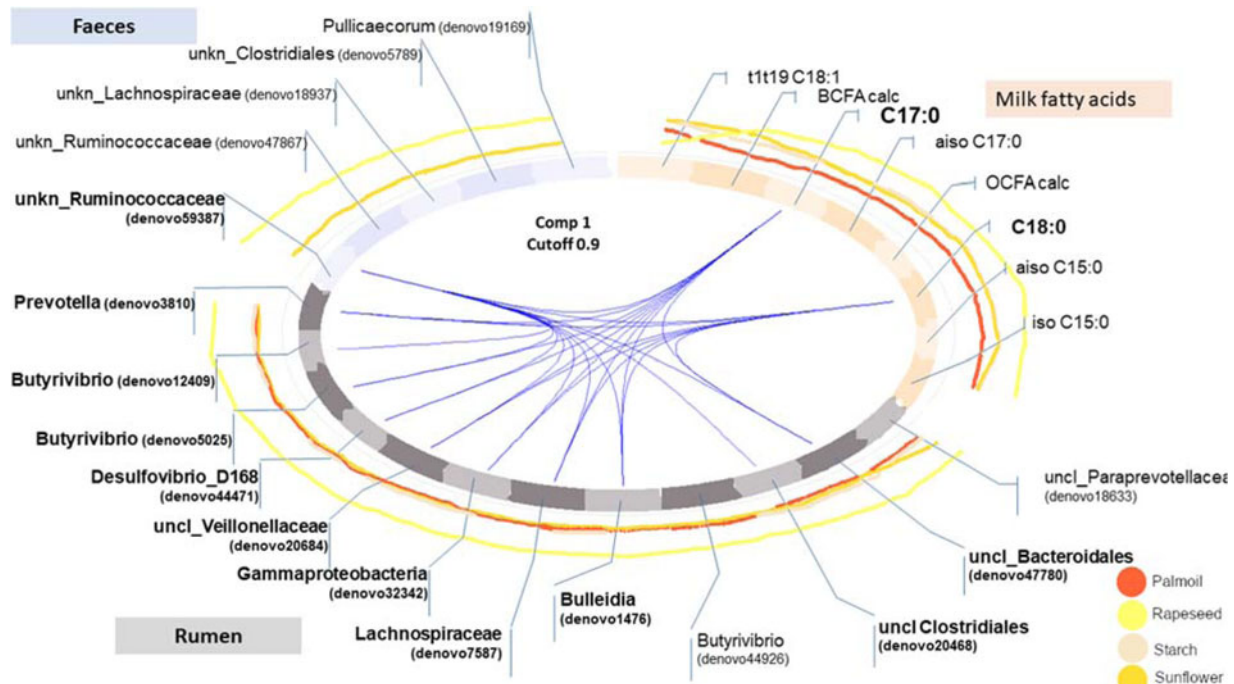 Faeces
Pullicaecorum (denovo19169)
unkn_Clostridiales (denovo5789)
unkn_Lachnospiraceae (denovo18937)
unkn_Ruminococcaceae (denovo47867)
unkn_Ruminococcaceae
(denovo59387)
t1t19 C18:1
BCFA calc
C17:0
Milk fatty acids
aiso C17:0
OCFA calc
C18:0
aiso C15:0
iso C15:0
Comp 1
Cutoff 0.9
Prevotella (denovo3810)
Butyrivibrio (denovo12409)
Butyrivibrio (denovo5025)
Desulfovibrio_D168
(denovo44471)
uncl_Veillonellaceae
(denovo20684)
Gammaproteobacteria
(denovo32342)
Rumen
Lachnospiraceae
(denovo7587)
Bulleidia
(denovo1476)
Butyrivibrio
(denovo44926)
uncl Clostridiales
(denovo20468)
uncl_Bacteroidales
(denovo47780)
uncl_Paraprevotellacea
(denovo18633)
Palmoil
Rapeseed
Starch
Sunflower